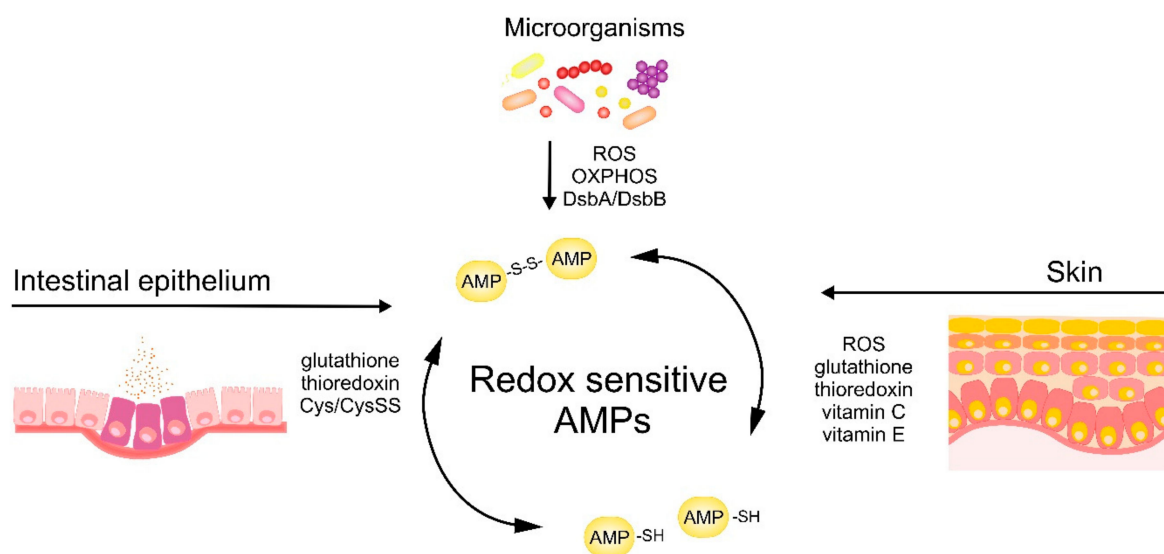 Microorganisms
ROS
OXPHOS
DsbA/DsbB
AMP -S-S- AMP
Intestinal epithelium
glutathione
thioredoxin
Cys/CysSS
Redox sensitive
AMPs
Skin
ROS
glutathione
thioredoxin
vitamin C
vitamin E
AMP -SH
AMP -SH